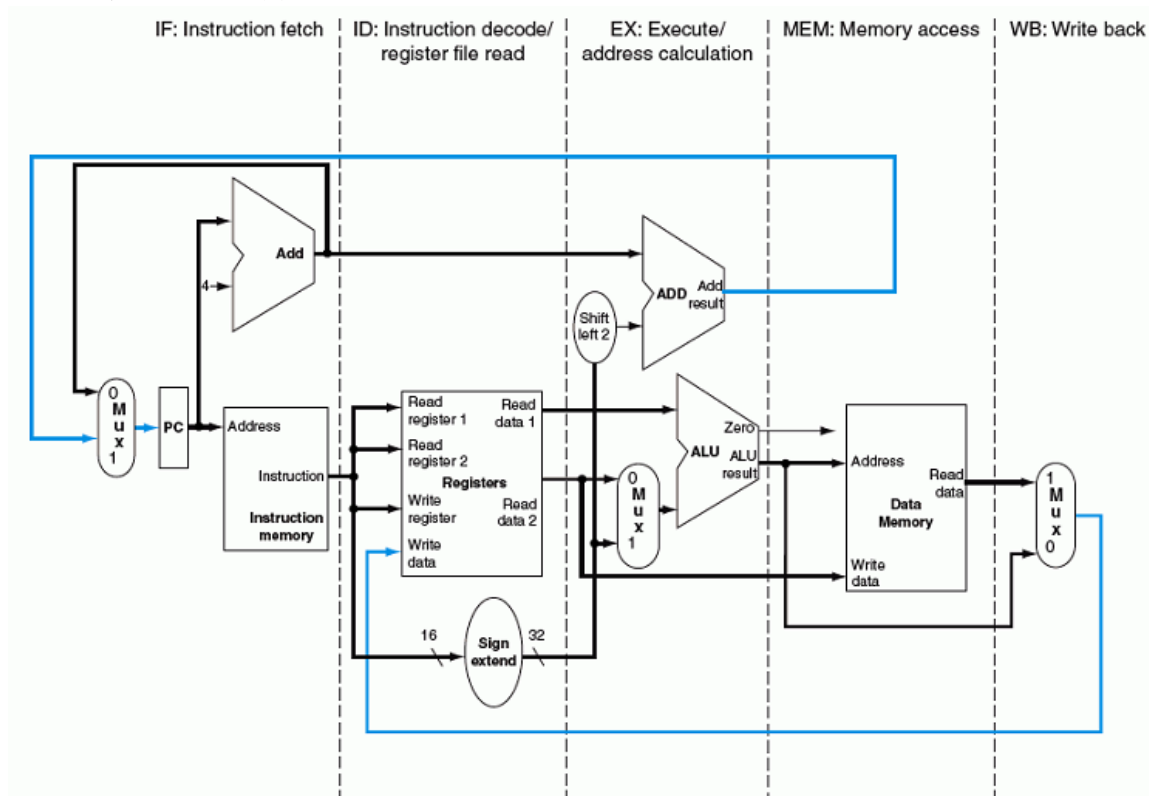 IF: Instruction fetch
ID: Instruction decode/
register file read
EX: Execute/
address calculation
MEM: Memory access
WB: Write back
Add
4
ADD
Add
result
Shift
left 2
0
M
u
x
1
PC
Address
Instruction
Instruction
memory
Read
register 1
Read
data 1
Read
register 2
Registers
Write
register
Read
data 2
Write
data
0
M
u
x
1
Zero
ALU
ALU
result
Address
Read
data
Data
Memory
Write
data
1
M
u
x
0
16
Sign
extend
32